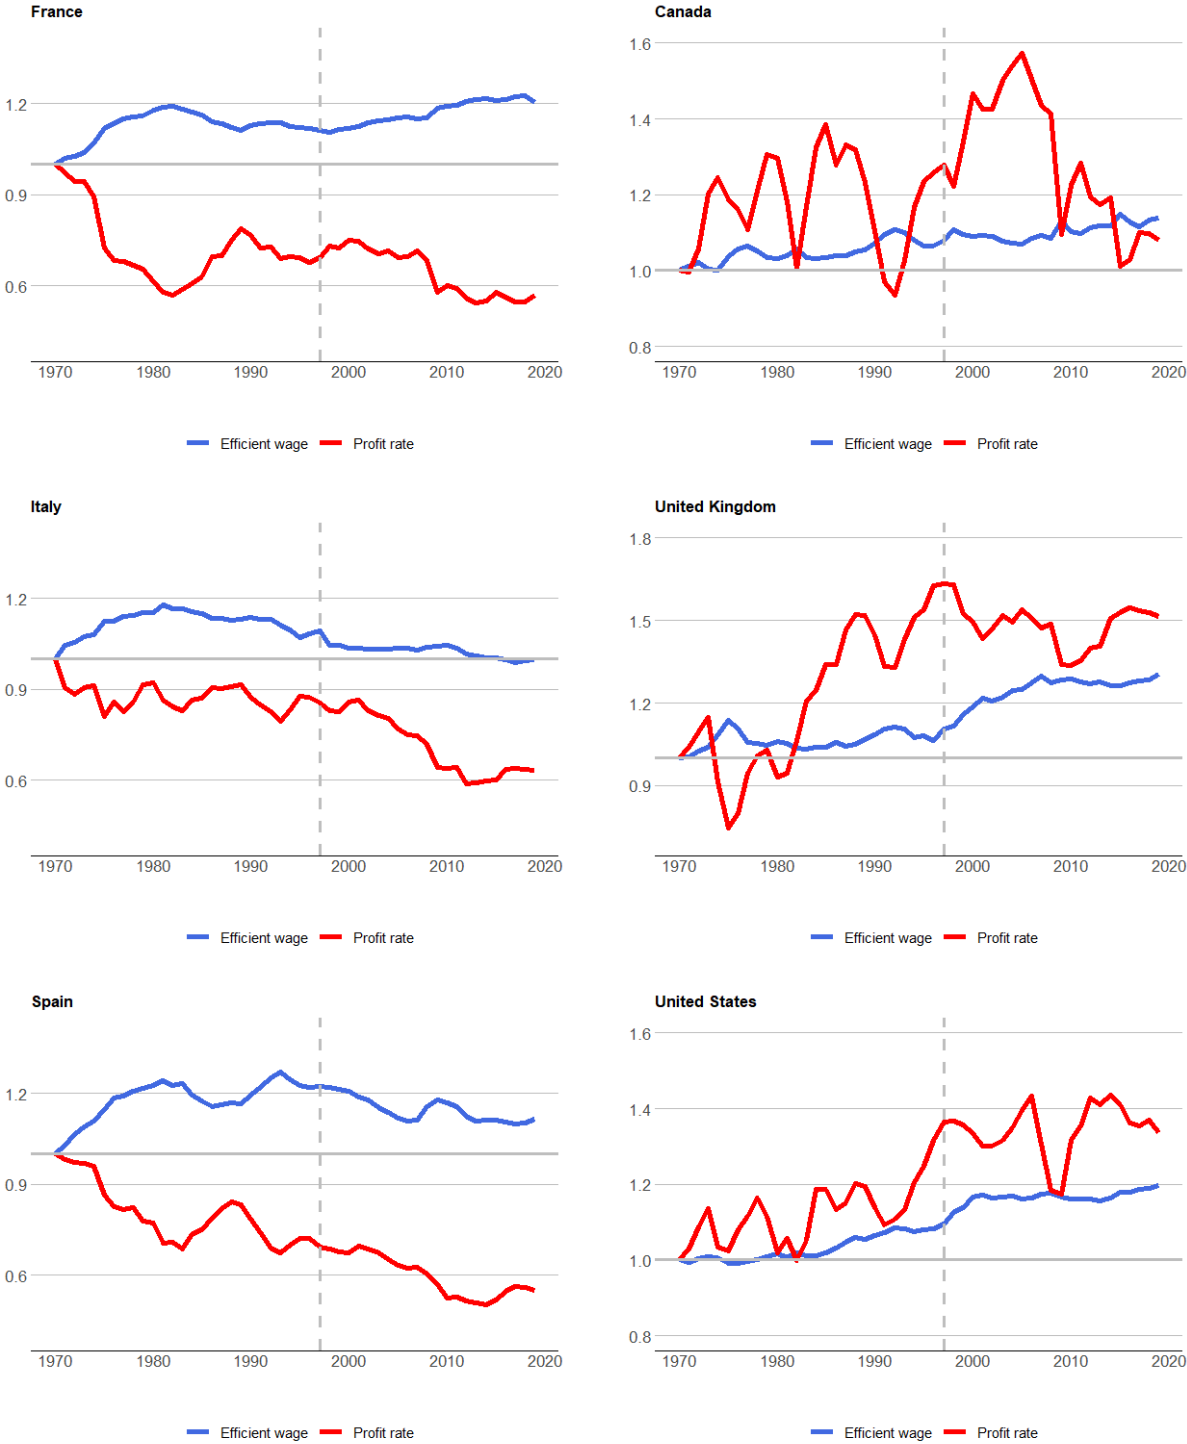 France
1.2
0.9
0.6
1970 1980 1990 2000 2010 2020
Efficient wage Profit rate
Canada
1.6
1.4
1.2
1.0
0.8
1970 1980 1990 2000 2010 2020
Efficient wage Profit rate
Italy
1.2
0.9
0.6
1970 1980 1990 2000 2010 2020
Efficient wage Profit rate
United Kingdom
1.8
1.5
1.2
0.9
1970 1980 1990 2000 2010 2020
Efficient wage Profit rate
Spain
1.2
0.9
0.6
1970 1980 1990 2000 2010 2020
Efficient wage Profit rate
United States
1.6
1.4
1.2
1.0
0.8
1970 1980 1990 2000 2010 2020
Efficient wage Profit rate